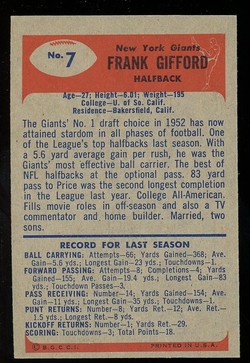 No. 7
New York Giants
FRANK GIFFORD
HALFBACK
Age—27; Height—6.01; Weight—195
College—U. of So. Calif.
Residence—Bakersfield, Calif.
The Giants' No. 1 draft choice in 1952 has
now attained stardom in all phases of football. One
of the League's top halfbacks last season. With
a 5.6 yard average gain per rush, he was the
Giants' most effective ball carrier. The best of
NFL halfbacks at the optional pass. 83 yard
pass to Price was the second longest completion
in the League last year. College All-American.
Fills movie roles in off-season and also a TV
commentator and home builder. Married, two
sons.
RECORD FOR LAST SEASON
BALL CARRYING: Attempts—66; Yards Gained—368; Ave.
Gain—5.6 yds.; Longest Gain—23 yds.; Touchdowns—1.
FORWARD PASSING: Attempts—8; Completions—4; Yards
Gained—155; Ave. Gain—19.4 yds.; Longest Gain—83
yds.; Touchdown Passes—3.
PASS RECEIVING: Number—14; Yards Gained—154; Ave.
Gain—11 yds.; Longest Gain—35 yds.; Touchdowns—1.
PUNT RETURNS: Number—8; Yards Ret.—12; Ave. Ret.
—1.5 yds.; Longest Ret.—8.
KICKOFF RETURNS: Number—1; Yards Ret.—29.
SCORING: Touchdowns—3; Total Points—18.
© B.G.C.C.I.
PRINTED IN U.S.A.